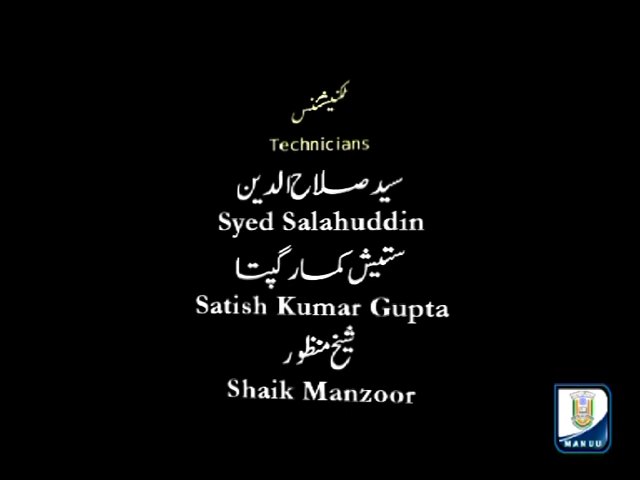 ٹکنیشنس
Technicians
سید صلاح الدین
Syed Salahuddin
ستیش کمار گپتا
Satish Kumar Gupta
شیخ منظور
Shaik Manzoor
MANUU